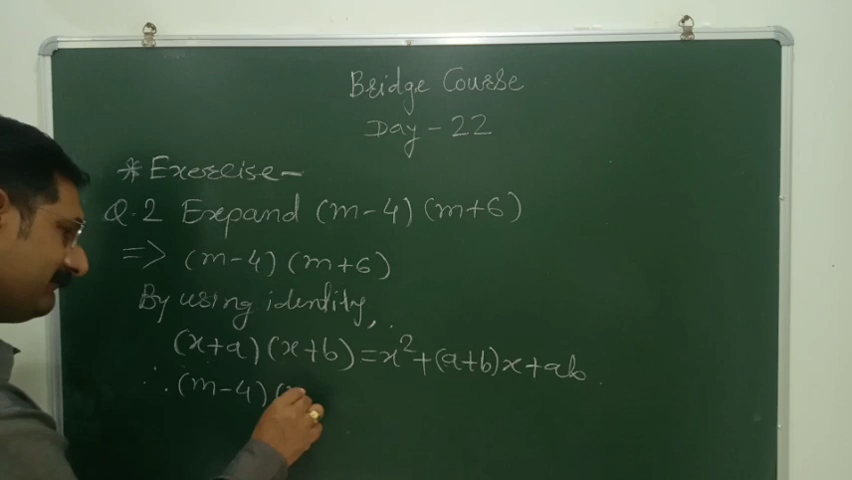 Bridge Course
Day - 22
* Exercise -
Q.2 Expand (m-4) (m+6)
=> (m-4) (m+6)
By using identity,
(x+a) (x+b) = x² + (a+b)x + ab
∴ (m-4) (